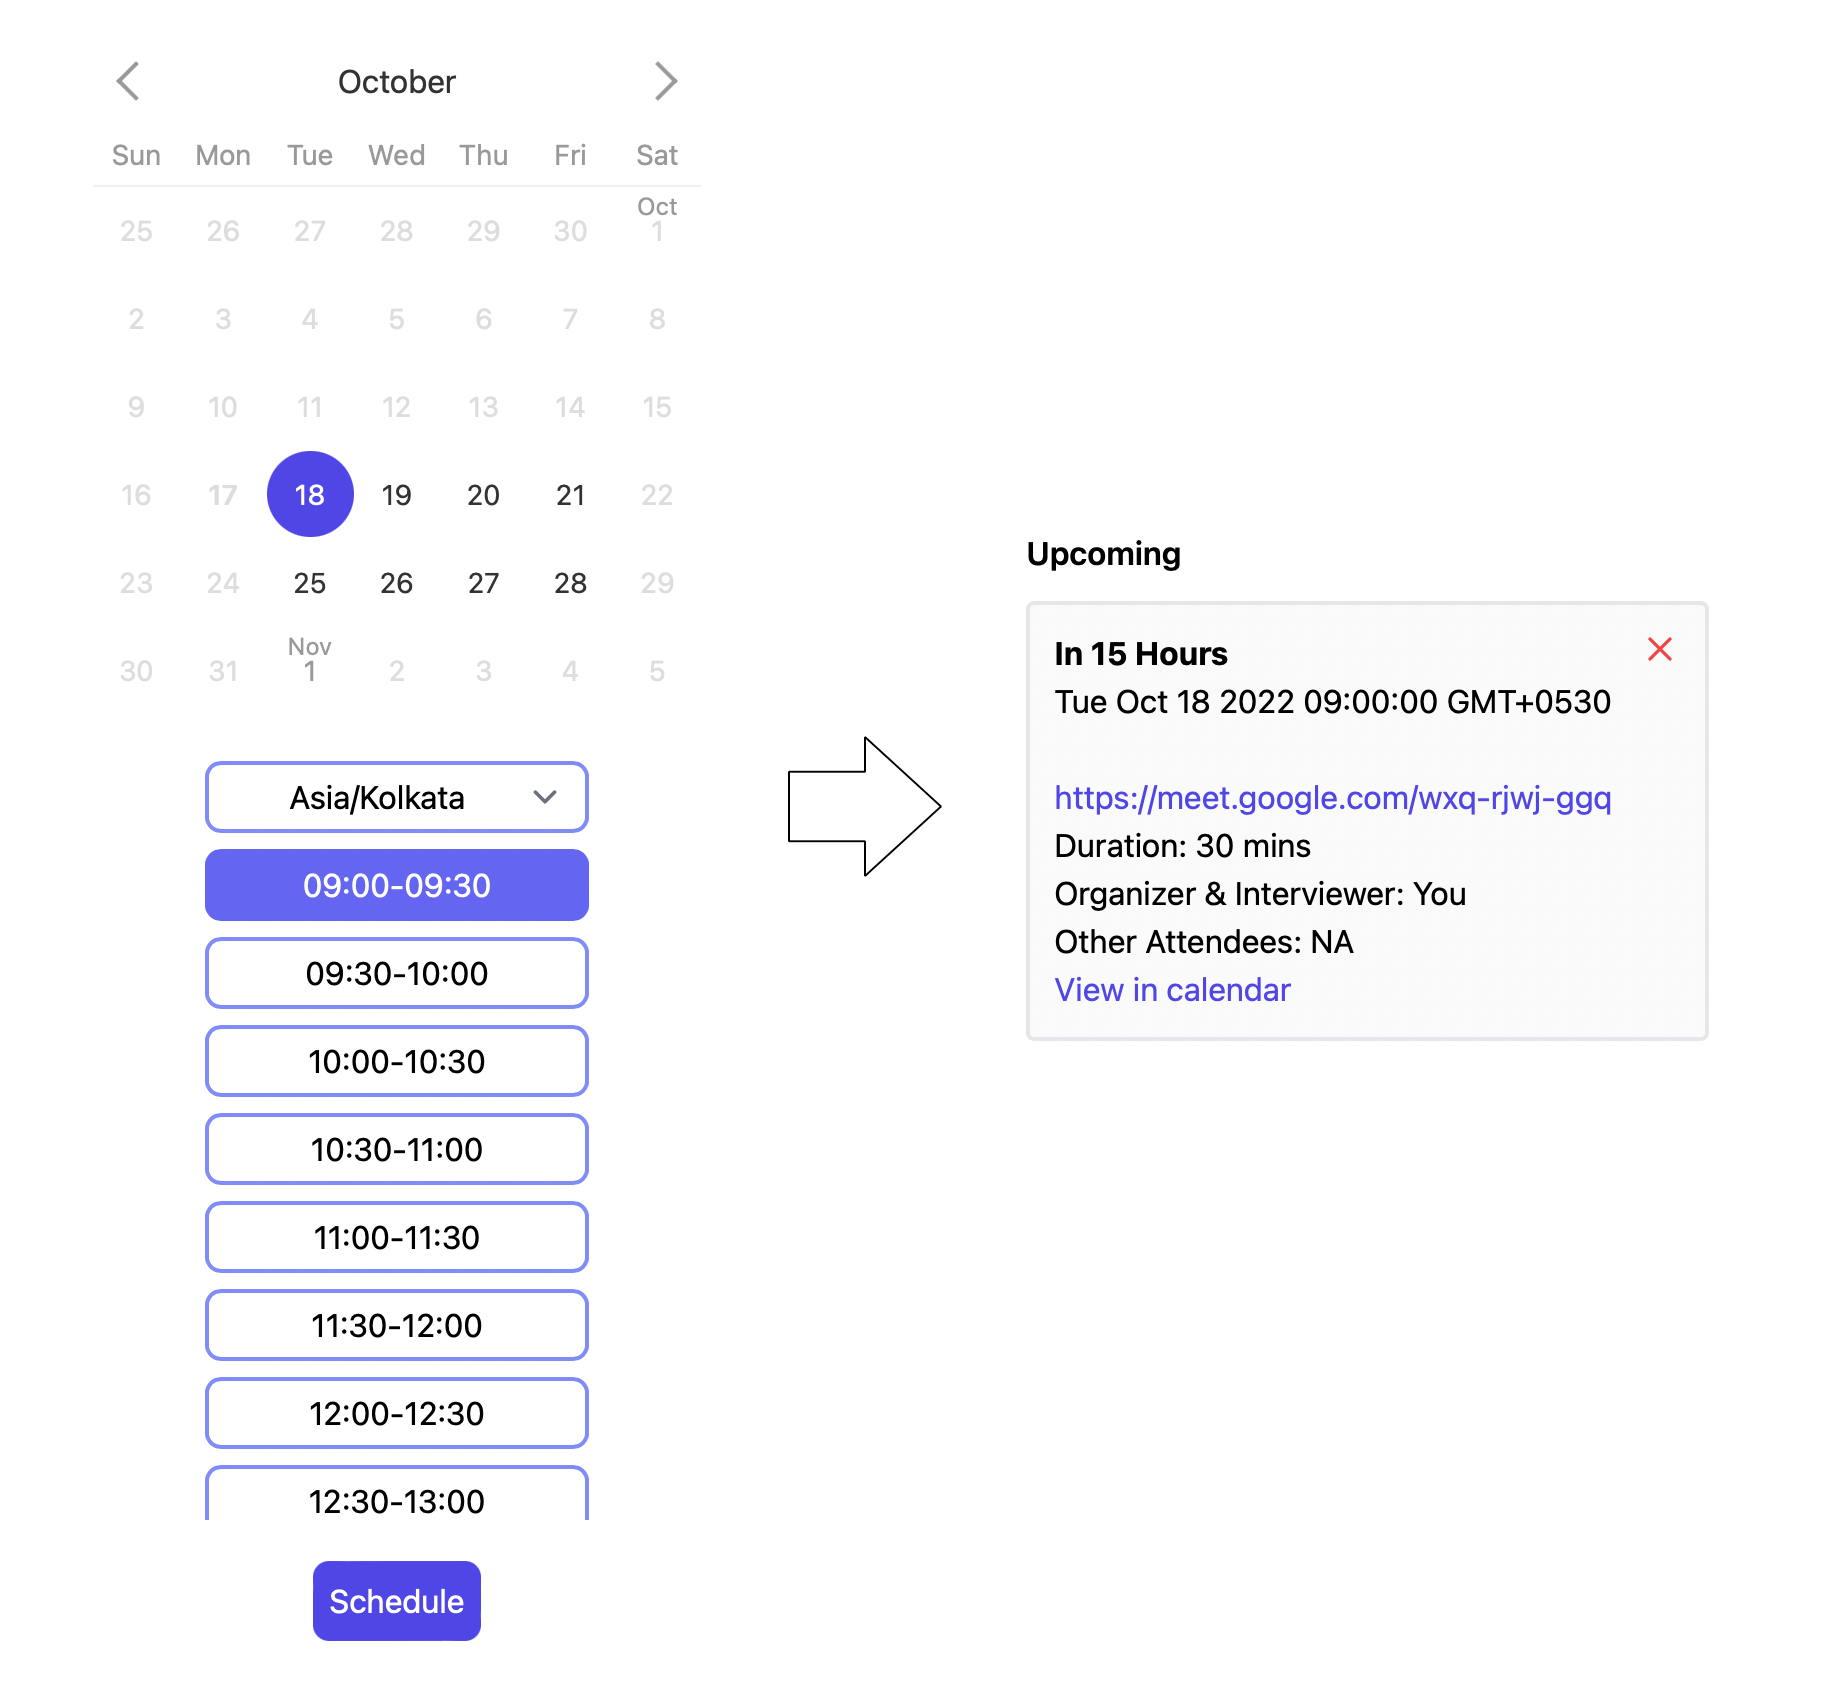 October
Sun Mon Tue Wed Thu Fri Sat
Oct
25 26 27 28 29 30 1
2 3 4 5 6 7 8
9 10 11 12 13 14 15
16 17 18 19 20 21 22
23 24 25 26 27 28 29
Nov
30 31 1 2 3 4 5
Asia/Kolkata
09:00-09:30
09:30-10:00
10:00-10:30
10:30-11:00
11:00-11:30
11:30-12:00
12:00-12:30
12:30-13:00
Schedule
Upcoming
In 15 Hours
Tue Oct 18 2022 09:00:00 GMT+0530
https://meet.google.com/wxq-rjwj-ggq
Duration: 30 mins
Organizer & Interviewer: You
Other Attendees: NA
View in calendar